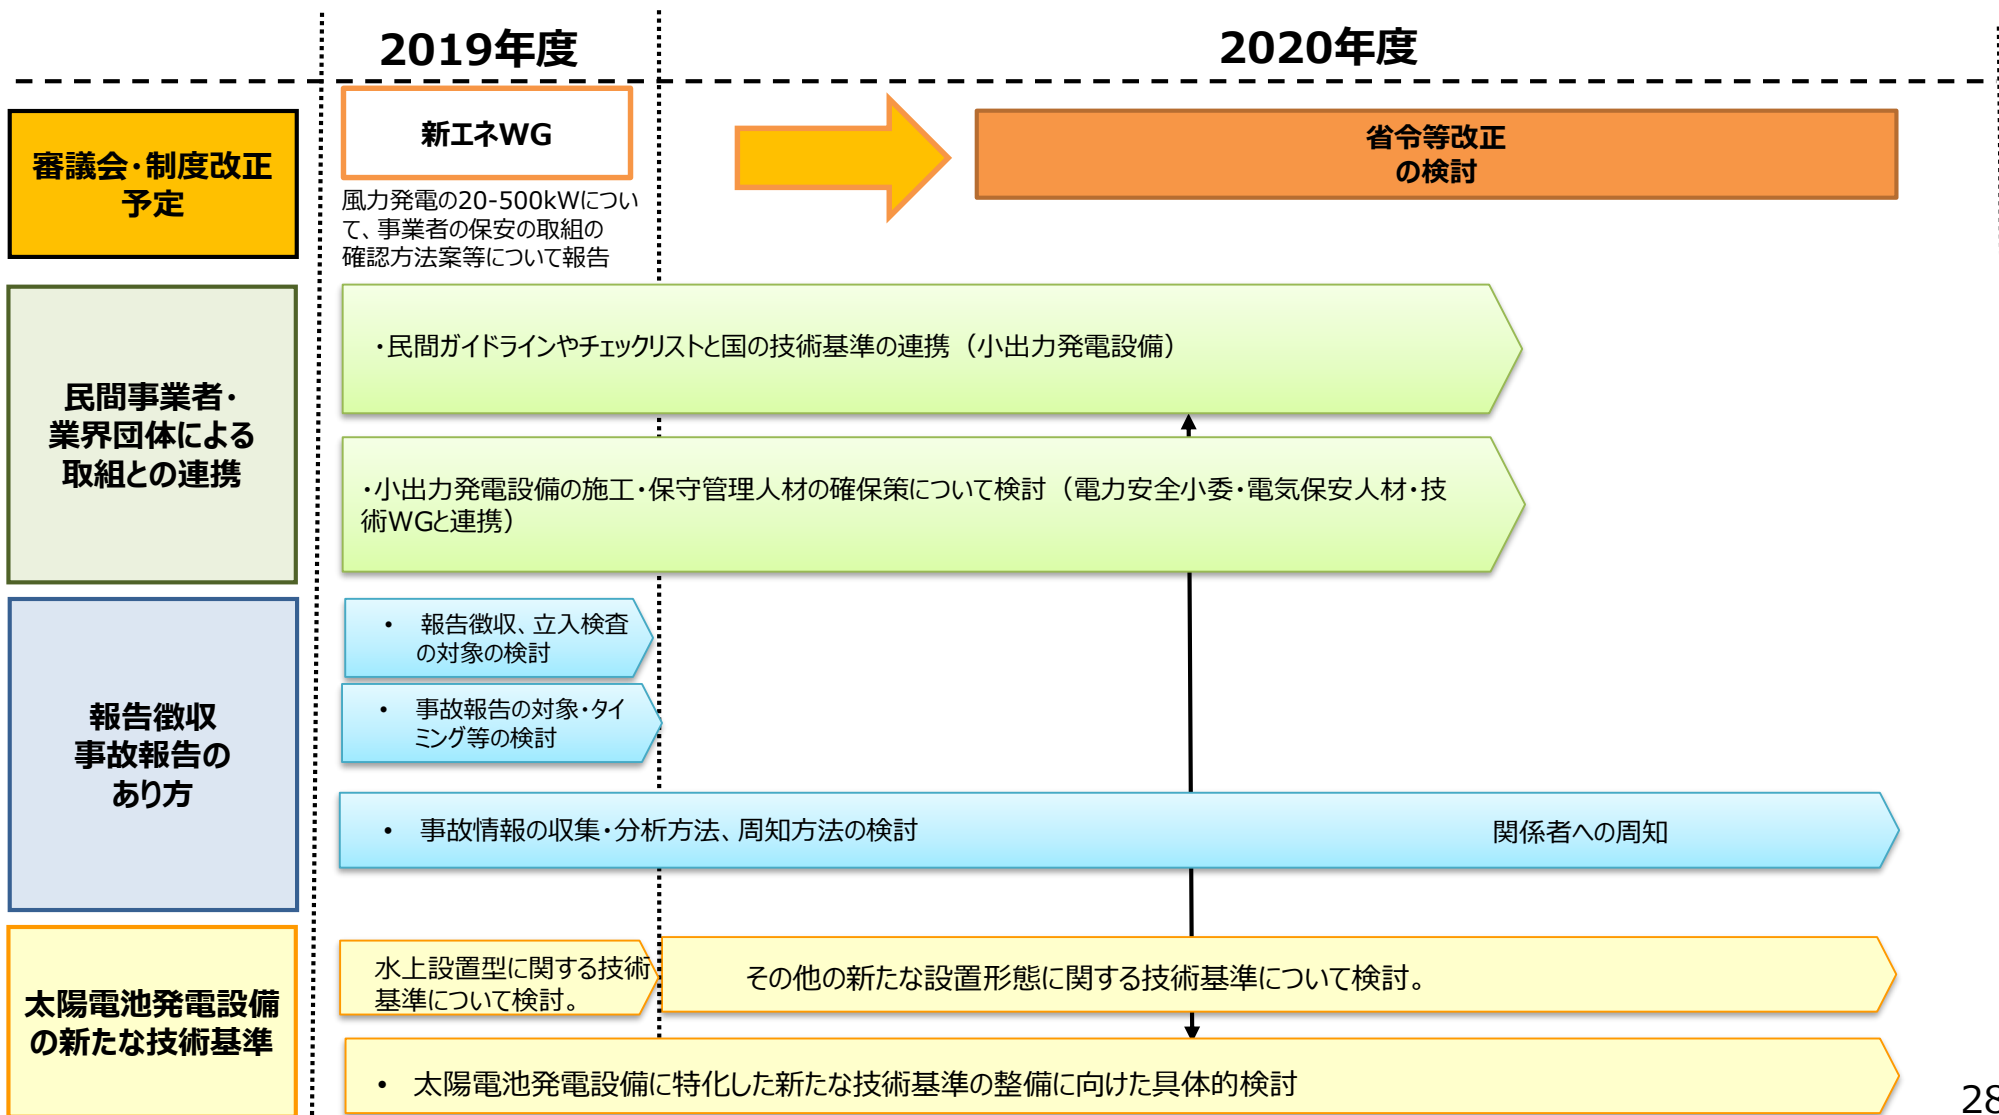 2019年度
2020年度
審議会・制度改正
予定
新エネWG
風力発電の20-500kWについ
て、事業者の保安の取組の
確認方法案等について報告
省令等改正
の検討
民間事業者・
業界団体による
取組との連携
・民間ガイドラインやチェックリストと国の技術基準の連携（小出力発電設備）
・小出力発電設備の施工・保守管理人材の確保策について検討（電力安全小委・電気保安人材・技
術WGと連携）
報告徴収
事故報告の
あり方
• 報告徴収、立入検査
の対象の検討
• 事故報告の対象・タイ
ミング等の検討
• 事故情報の収集・分析方法、周知方法の検討
関係者への周知
太陽電池発電設備
の新たな技術基準
水上設置型に関する技術
基準について検討。
その他の新たな設置形態に関する技術基準について検討。
• 太陽電池発電設備に特化した新たな技術基準の整備に向けた具体的検討
28